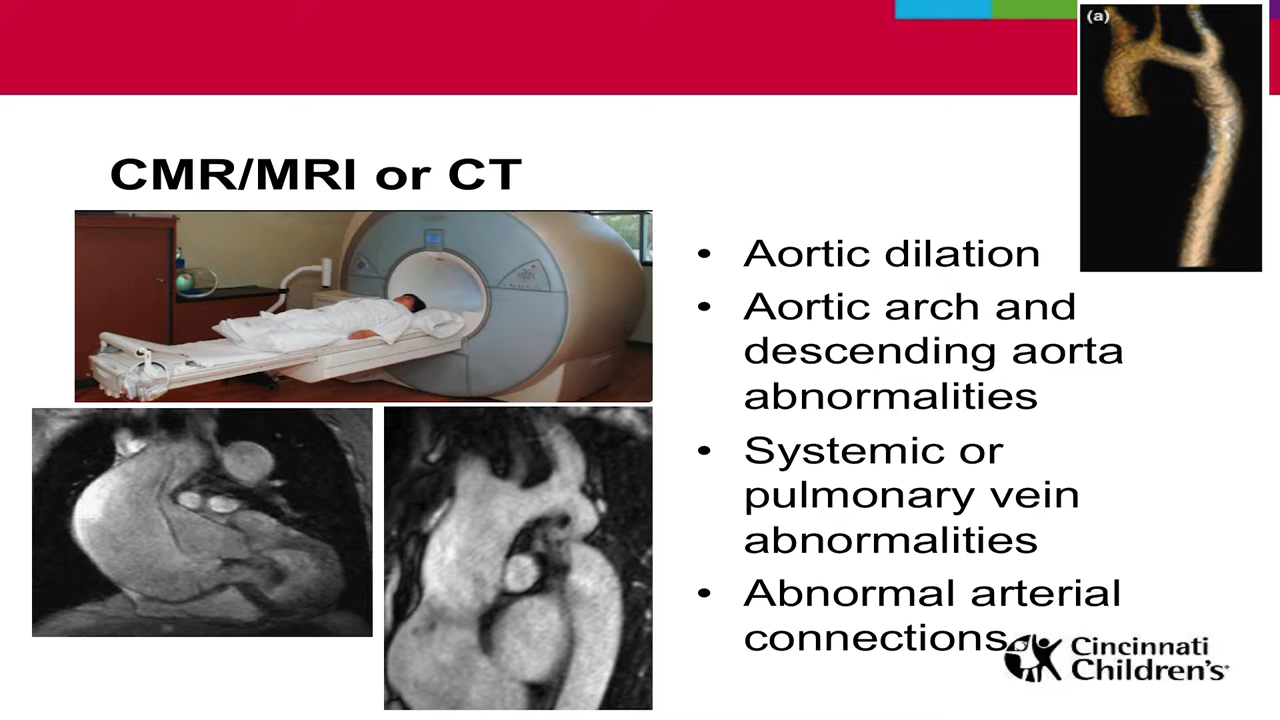 (a)
CMR/MRI or CT
• Aortic dilation
• Aortic arch and
descending aorta
abnormalities
• Systemic or
pulmonary vein
abnormalities
• Abnormal arterial
connections
Cincinnati
Children's